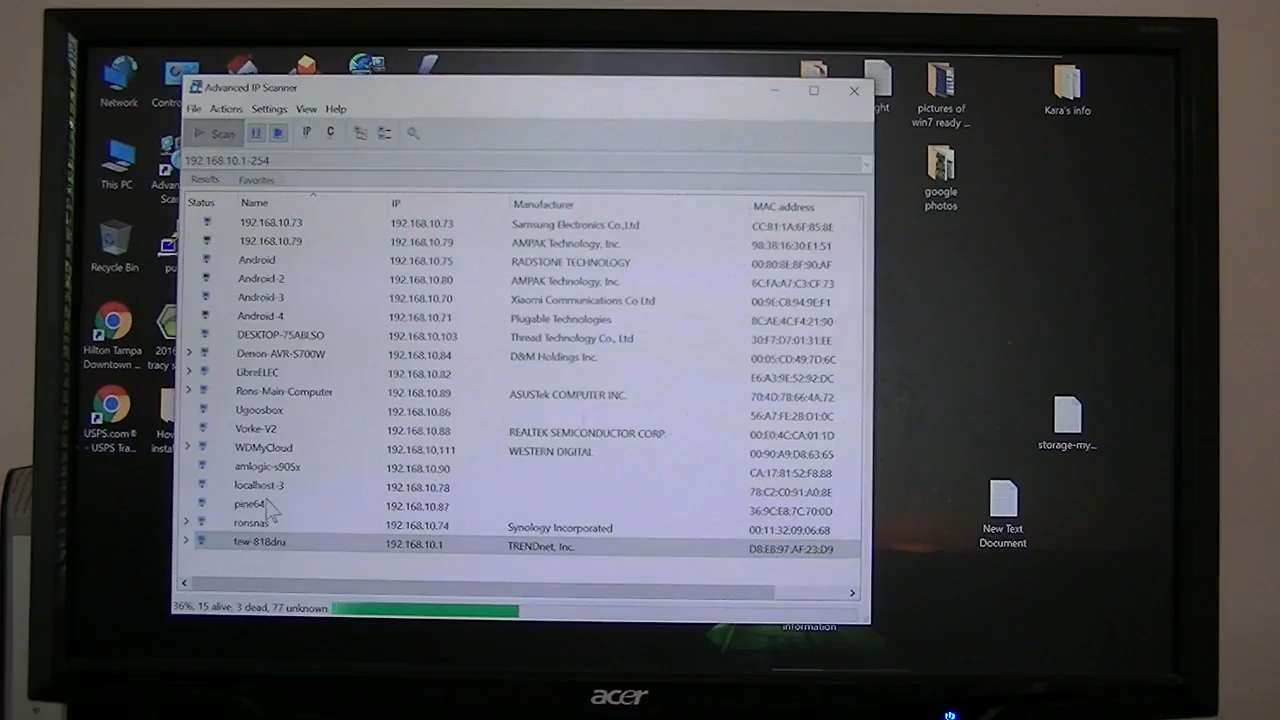 Advanced IP Scanner
File Actions Settings View Help
Scan IP C
192.168.10.1-254
Results Favorites
Status Name IP Manufacturer MAC address
192.168.10.73 192.168.10.73 Samsung Electronics Co.,Ltd CC:B1:1A:6F:85:8E
192.168.10.79 192.168.10.79 AMPAK Technology, Inc. 98:3B:16:30:E1:51
Android 192.168.10.75 RADSTONE TECHNOLOGY 00:80:8E:8F:90:AF
Android-2 192.168.10.80 AMPAK Technology, Inc. 6C:FA:A7:C3:CF:73
Android-3 192.168.10.70 Xiaomi Communications Co Ltd 00:9E:C8:94:9E:F1
Android-4 192.168.10.71 Plugable Technologies 8C:AE:4C:F4:21:90
DESKTOP-75ABLSO 192.168.10.103 Thread Technology Co., Ltd 30:F7:D7:01:31:EE
Denon-AVR-S700W 192.168.10.84 D&M Holdings Inc. 00:05:CD:49:7D:6C
LibreELEC 192.168.10.82 E6:A3:9E:52:92:DC
Rons-Main-Computer 192.168.10.89 ASUSTek COMPUTER INC. 70:4D:7B:66:4A:72
Ugoosbox 192.168.10.86 56:A7:FE:2B:D1:0C
Vorke-V2 192.168.10.88 REALTEK SEMICONDUCTOR CORP. 00:E0:4C:CA:01:1D
WDMyCloud 192.168.10.111 WESTERN DIGITAL 00:90:A9:D8:63:65
amlogic-s905x 192.168.10.90 CA:17:81:52:F8:88
localhost-3 192.168.10.78 78:C2:C0:91:A0:8E
pine64 192.168.10.87 36:9C:E8:7C:70:0D
ronsnas 192.168.10.74 Synology Incorporated 00:11:32:09:06:68
tew-818dru 192.168.10.1 TRENDnet, Inc. D8:EB:97:AF:23:D9
36%, 15 alive, 3 dead, 77 unknown
Network
This PC
Recycle Bin
Hilton Tampa
Downtown ...
USPS.com®
- USPS Tra...
pictures of
win7 ready ...
Kara's info
google
photos
storage-my...
New Text
Document
information
acer